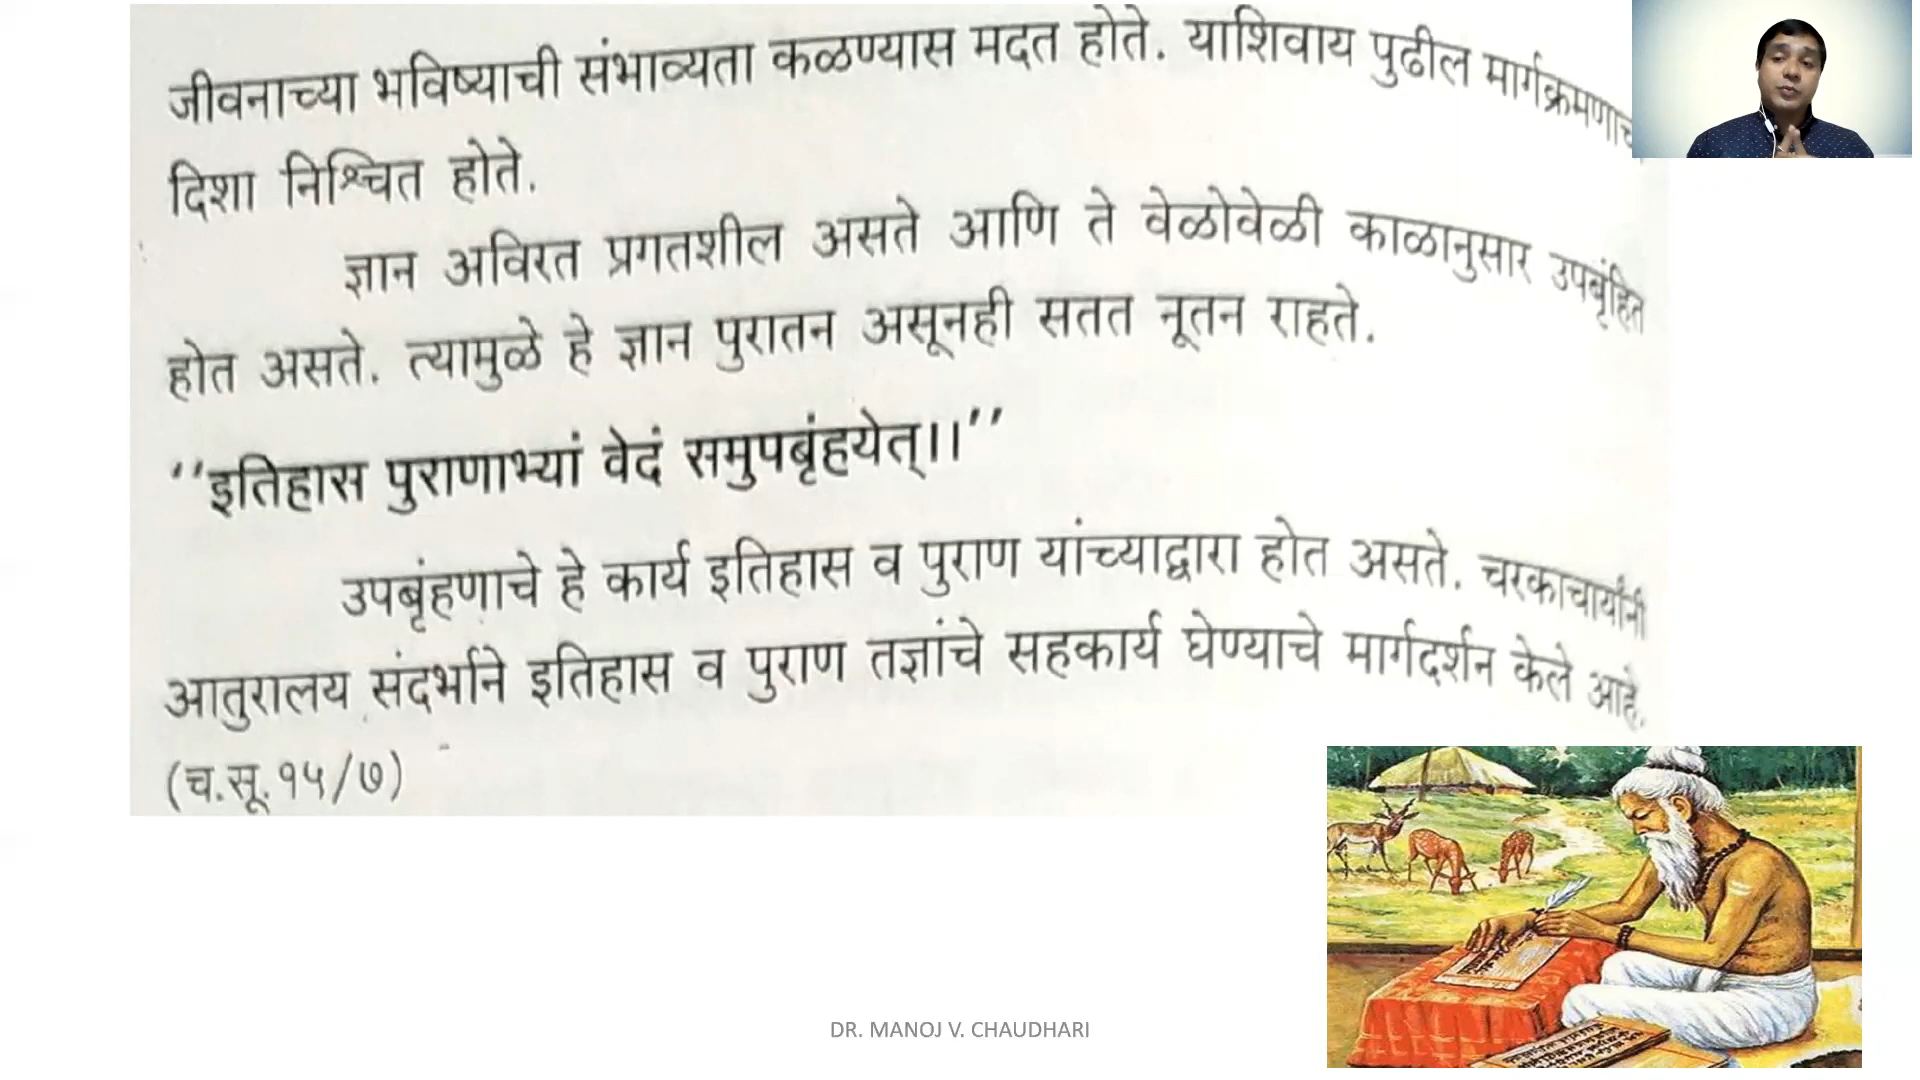 जीवनाच्या भविष्याची संभाव्यता कळण्यास मदत होते. याशिवाय पुढील
दिशा निश्चित होते.
ज्ञान अविरत प्रगतशील असते आणि ते वेळोवेळी काळानुसार उपबृंहित
होत असते. त्यामुळे हे ज्ञान पुरातन असूनही सतत नूतन राहते.
‘‘इतिहास पुराणाभ्यां वेदं समुपबृंहयेत्।।’’
उपबृंहणाचे हे कार्य इतिहास व पुराण यांच्याद्वारा होत असते. चरकाचार्यांनी
आतुरालय संदर्भाने इतिहास व पुराण तज्ञांचे सहकार्य घेण्याचे मार्गदर्शन केले आहे.
(च.सू.१५/७)
DR. MANOJ V. CHAUDHARI